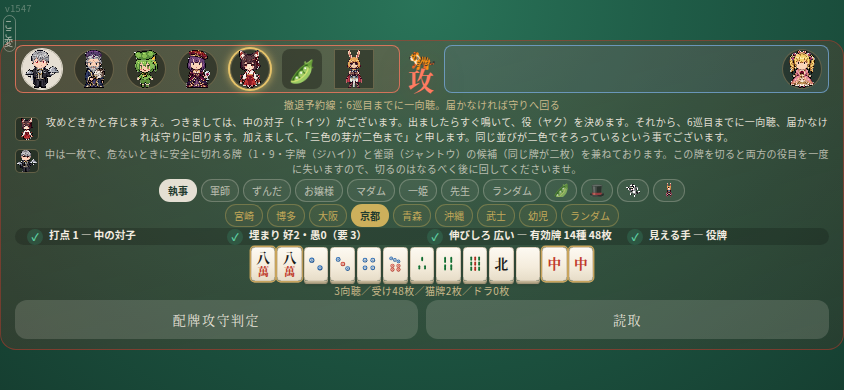 v1547
ここ変
攻
撤退予約線：6巡目までに一向聴。届かなければ守りへ回る
攻めどきかと存じますえ。つきましては、中の対子（トイツ）がございます。出ましたらすぐ鳴いて、役（ヤク）を決めます。それから、6巡目までに一向聴、届かなけ
れば守りに回ります。加えまして、「三色の芽が二色まで」と申します。同じ並びが二色でそろっているという事でございます。
中は一枚で、危ないときに安全に切れる牌（1・9・字牌（ジハイ））と雀頭（ジャントウ）の候補（同じ牌が二枚）を兼ねております。この牌を切ると両方の役目を一度
に失いますので、切るのはなるべく後に回してくださいませ。
執事 軍師 ずんだ お嬢様 マダム 一姫 先生 ランダム
宮崎 博多 大阪 京都 青森 沖縄 武士 幼児 ランダム
打点 1 — 中の対子 埋まり 好2・愚0（要 3） 伸びしろ 広い — 有効牌 14種 48枚 見える手 — 役牌
八萬 八萬 北 中 中
3向聴／受け48枚／猫牌2枚／ドラ0枚
配牌攻守判定 読取